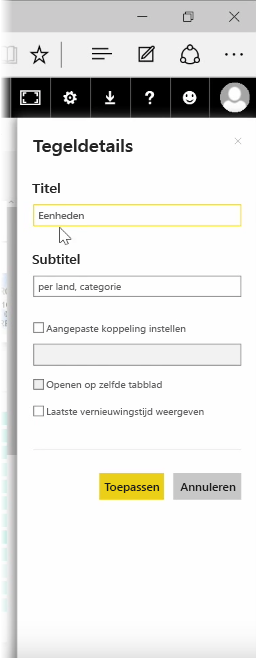 Tegeldetails
Titel
Eenheden
Subtitel
per land, categorie
Aangepaste koppeling instellen
Openen op zelfde tabblad
Laatste vernieuwingstijd weergeven
Toepassen Annuleren